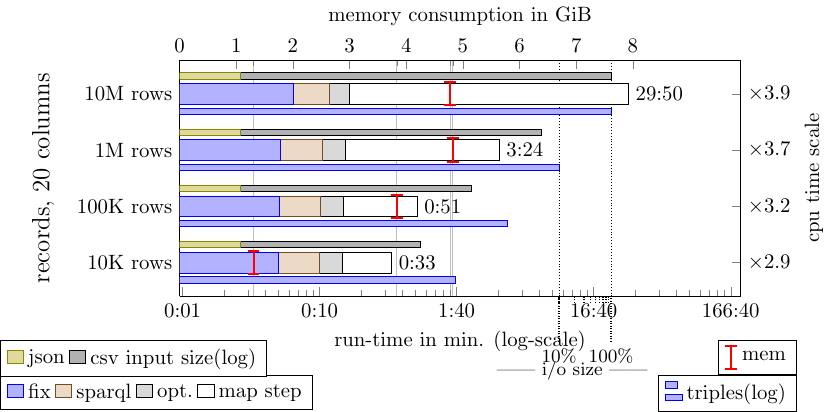 memory consumption in GiB
0 1 2 3 4 5 6 7 8
records, 20 columns
10M rows 29:50 ×3.9
1M rows 3:24 ×3.7
100K rows 0:51 ×3.2
10K rows 0:33 ×2.9
cpu time scale
0:01 0:10 1:40 16:40 166:40
run-time in min. (log-scale)
10% 100%
i/o size
json csv input size(log)
mem
fix sparql opt. map step
triples(log)